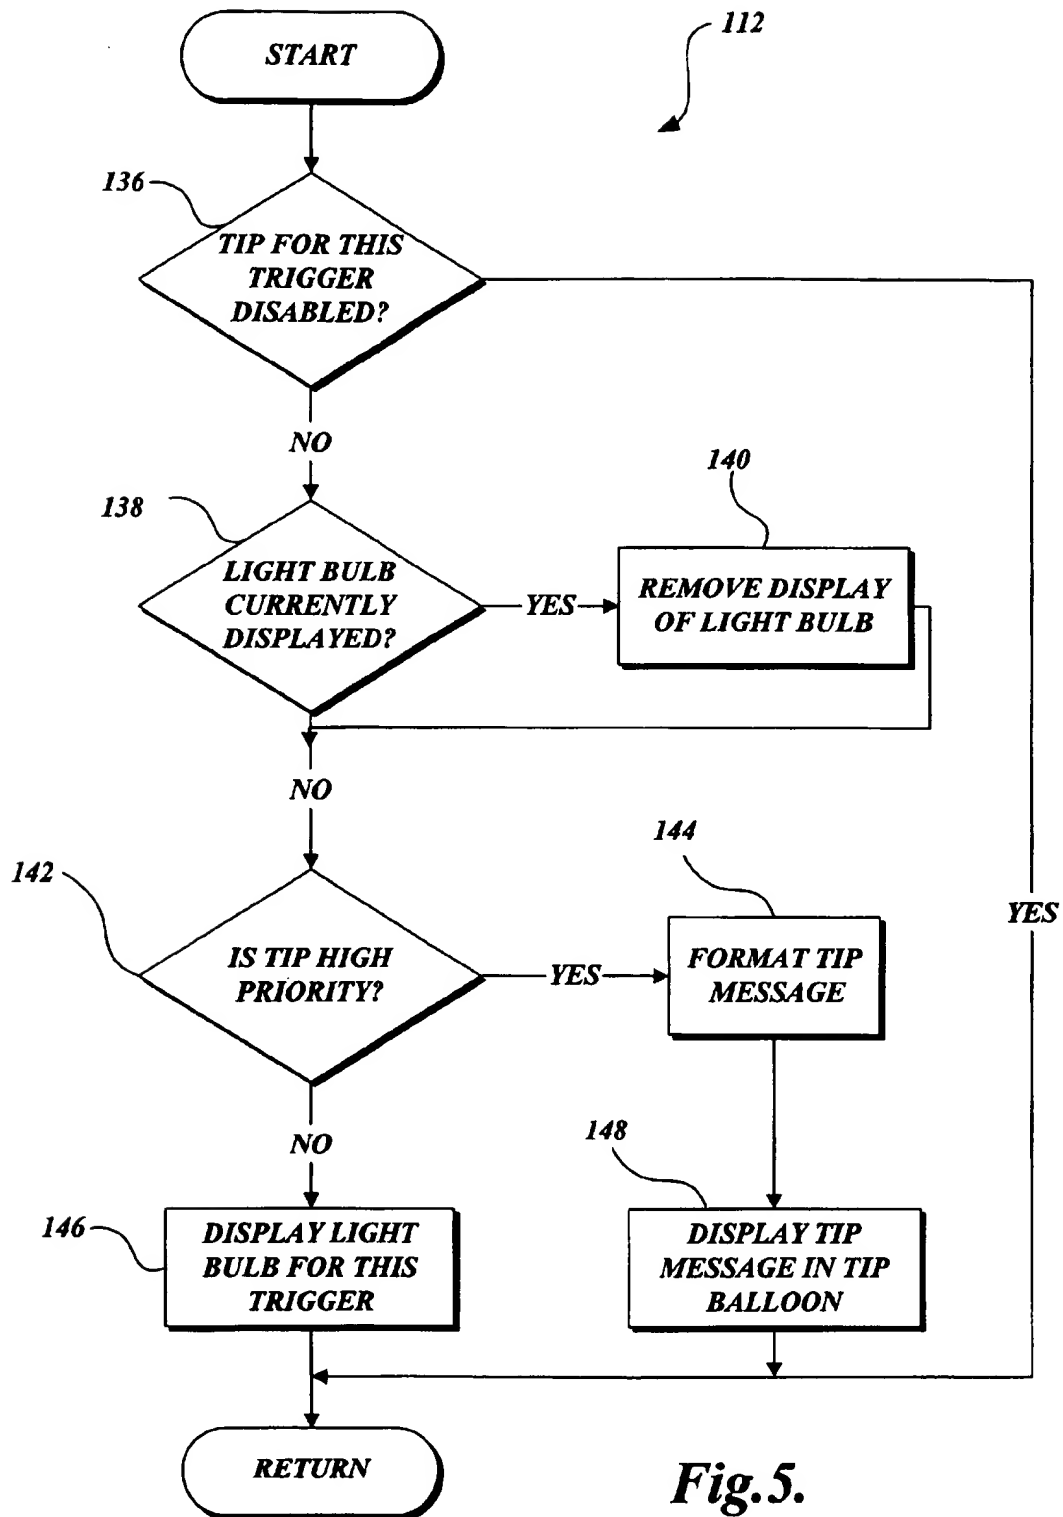 START
112
136
TIP FOR THIS
TRIGGER
DISABLED?
NO
138
LIGHT BULB
CURRENTLY
DISPLAYED?
YES
140
REMOVE DISPLAY
OF LIGHT BULB
NO
142
IS TIP HIGH
PRIORITY?
YES
144
FORMAT TIP
MESSAGE
YES
NO
146
DISPLAY LIGHT
BULB FOR THIS
TRIGGER
148
DISPLAY TIP
MESSAGE IN TIP
BALLOON
RETURN
Fig.5.